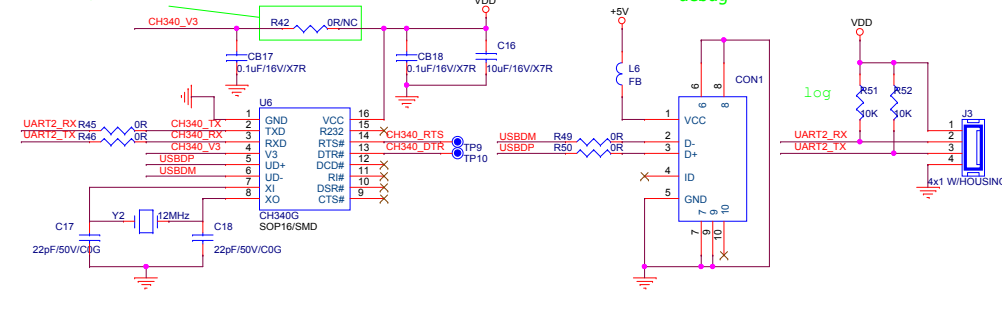 debug
VDD
CH340_V3
R42
0R/NC
+5V
VDD
CB17
0.1uF/16V/X7R
CB18
0.1uF/16V/X7R
C16
10uF/16V/X7R
L6
FB
CON1
log
R51
10K
R52
10K
J3
U6
UART2_RX
R45
0R
CH340_TX
UART2_TX
R46
0R
CH340_RX
CH340_V3
USBDP
USBDM
1
2
3
4
5
6
7
8
GND
TXD
RXD
V3
UD+
UD-
XI
XO
VCC
R232
RTS#
DTR#
DCD#
RI#
DSR#
CTS#
16
15
14
13
12
11
10
9
CH340_RTS
CH340_DTR
TP9
TP10
CH340G
SOP16/SMD
USBDM
R49
0R
USBDP
R50
0R
6
8
6
8
1
2
3
4
5
VCC
D-
D+
ID
GND
7
9
10
7
9
10
UART2_RX
UART2_TX
1
2
3
4
4x1 W/HOUSING
C17
22pF/50V/C0G
Y2
12MHz
C18
22pF/50V/C0G